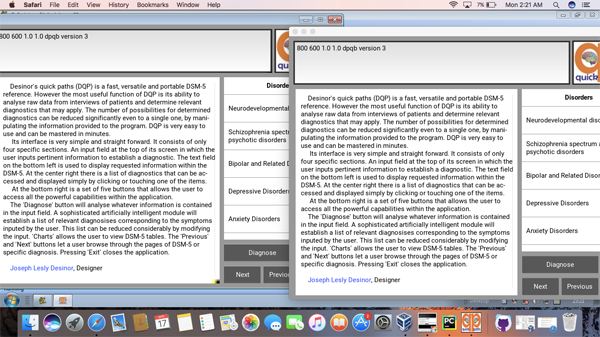 Safari File Edit View History Bookmarks Window Help 7% Mon 2:21 AM
800 600 1.0 1.0 dpqb version 3
Desinor's quick paths (DQP) is a fast, versatile and portable DSM-5
reference. However the most useful function of DQP is its ability to
analyse raw data from interviews of patients and determine relevant
diagnostics that may apply. The number of possibilities for determined
diagnostics can be reduced significantly even to a single one, by mani-
pulating the information provided to the program. DQP is very easy to
use and can be mastered in minutes.
Its interface is very simple and straight forward. It consists of only
four specific sections. An input field at the top of its screen in which the
user inputs pertinent information to establish a diagnostic. The text field
on the bottom left is used to display requested information within the
DSM-5. At the center right there is a list of diagnostics that can be ac-
cessed and displayed simply by clicking or touching one of the items.
At the bottom right is a set of five buttons that allows the user to
access all the powerful capabilities within the application.
The 'Diagnose' button will analyse whatever information is contained
in the input field. A sophisticated artificially intelligent module will
establish a list of relevant diagnostics corresponding to the symptoms
inputed by the user. This list can be reduced considerably by modifying
the input. 'Charts' allows the user to view DSM-5 tables. The 'Previous'
and 'Next' buttons let a user browse through the pages of DSM-5 or
specific diagnosis. Pressing 'Exit' closes the application.
Joseph Lesly Desinor, Designer
Disorde
Neurodevelopmental
Schizophrenia spectr
psychotic disorders
Bipolar and Related D
Depressive Disorders
Anxiety Disorders
Diagnose
Next Previou
800 600 1.0 1.0 dpqb version 3
quick
Desinor's quick paths (DQP) is a fast, versatile and portable DSM-5
reference. However the most useful function of DQP is its ability to
analyse raw data from interviews of patients and determine relevant
diagnostics that may apply. The number of possibilities for determined
diagnostics can be reduced significantly even to a single one, by mani-
pulating the information provided to the program. DQP is very easy to
use and can be mastered in minutes.
Its interface is very simple and straight forward. It consists of only
four specific sections. An input field at the top of its screen in which the
user inputs pertinent information to establish a diagnostic. The text field
on the bottom left is used to display requested information within the
DSM-5. At the center right there is a list of diagnostics that can be ac-
cessed and displayed simply by clicking or touching one of the items.
At the bottom right is a set of five buttons that allows the user to
access all the powerful capabilities within the application.
The 'Diagnose' button will analyse whatever information is contained
in the input field. A sophisticated artificially intelligent module will
establish a list of relevant diagnostics corresponding to the symptoms
inputed by the user. This list can be reduced considerably by modifying
the input. 'Charts' allows the user to view DSM-5 tables. The 'Previous'
and 'Next' buttons let a user browse through the pages of DSM-5 or
specific diagnosis. Pressing 'Exit' closes the application.
Joseph Lesly Desinor, Designer
Disorders
Neurodevelopmental disc
Schizophrenia spectrum a
psychotic disorders
Bipolar and Related Disor
Depressive Disorders
Anxiety Disorders
Diagnose
Next Previous
17